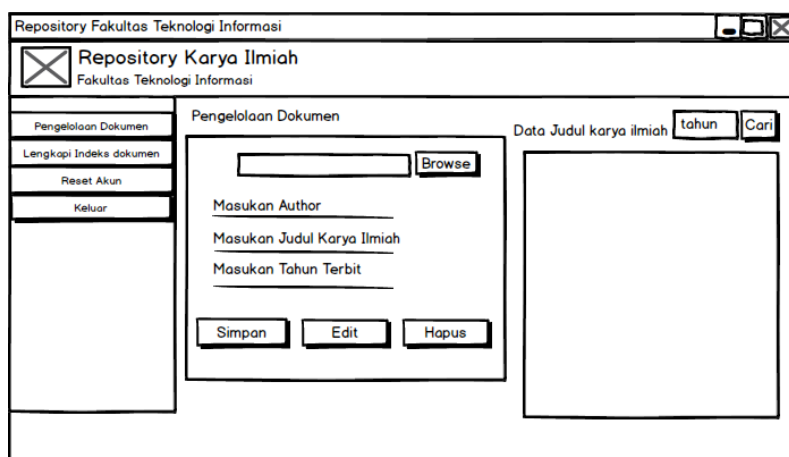 Repository Fakultas Teknologi Informasi
Repository Karya Ilmiah
Fakultas Teknologi Informasi
Pengelolaan Dokumen
Lengkapi Indeks dokumen
Reset Akun
Keluar
Pengelolaan Dokumen
Browse
Masukan Author
Masukan Judul Karya Ilmiah
Masukan Tahun Terbit
Simpan Edit Hapus
Data Judul karya ilmiah tahun Cari